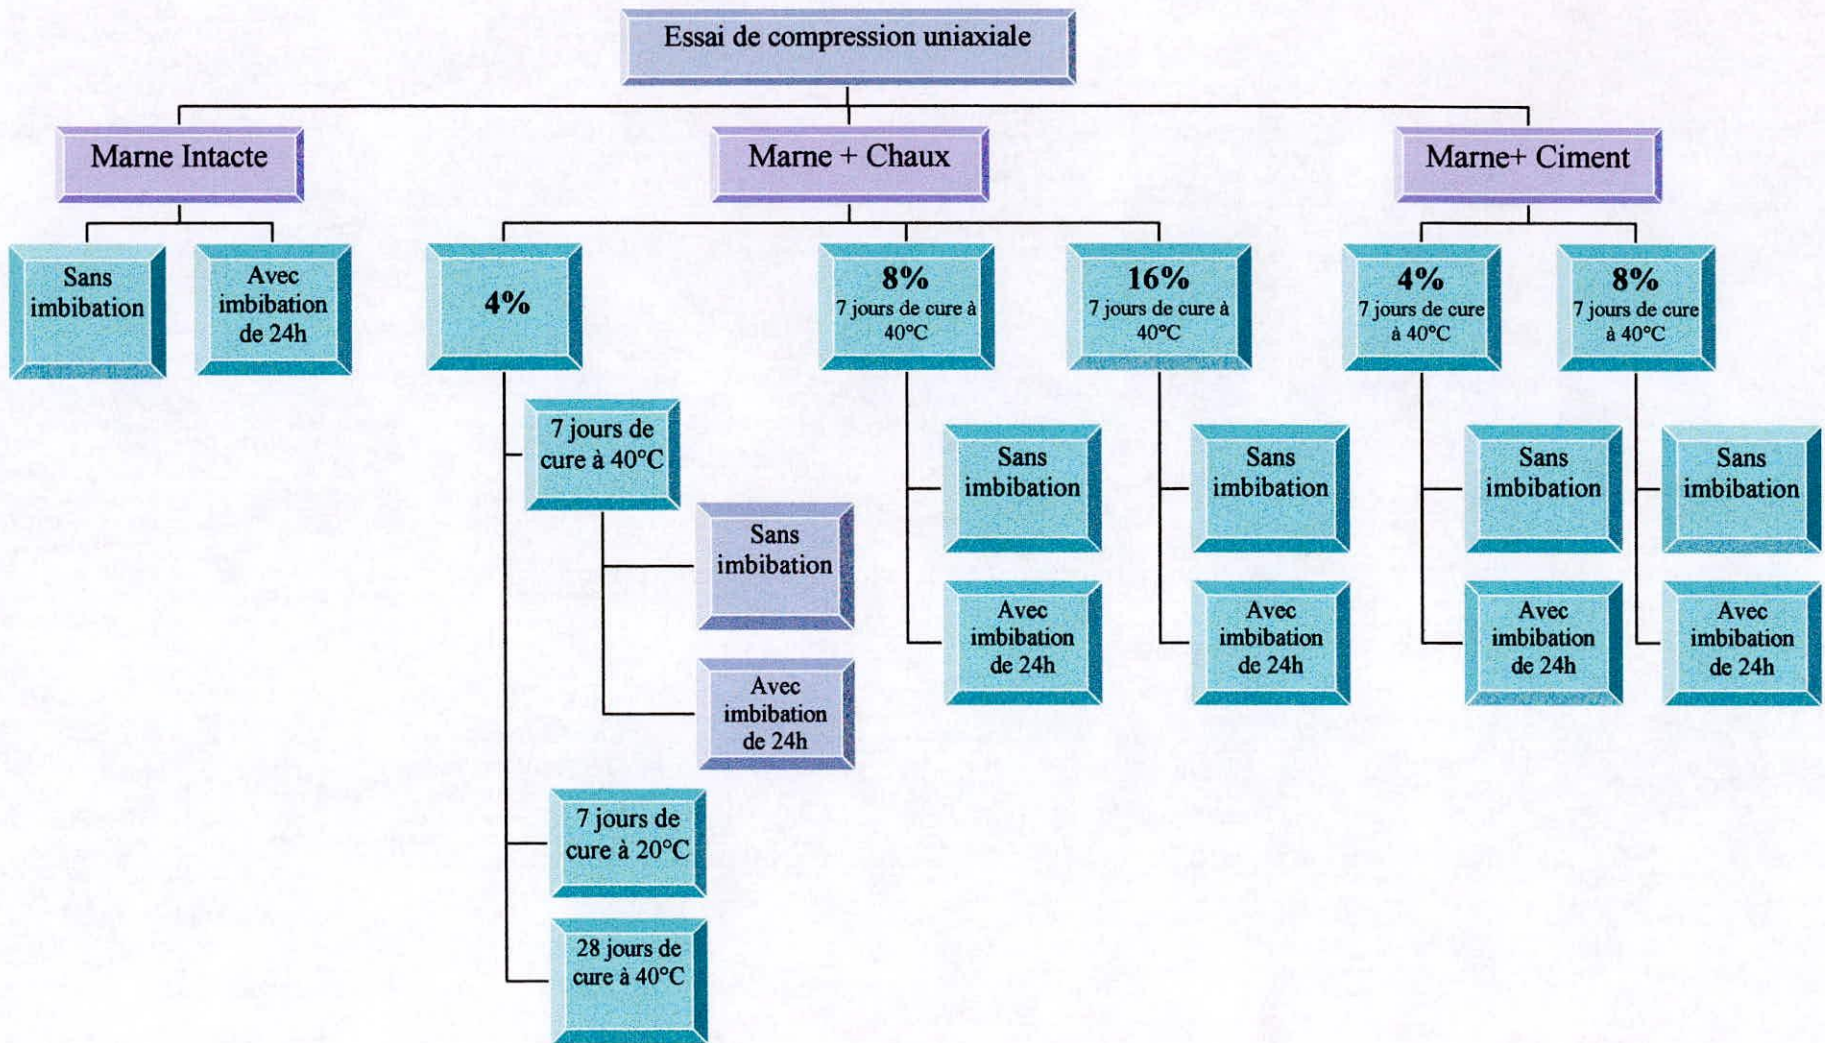 Essai de compression uniaxiale
Marne Intacte
Marne + Chaux
Marne+ Ciment
Sans
imbibation
Avec
imbibation
de 24h
4%
8%
7 jours de cure à
40°C
16%
7 jours de cure à
40°C
4%
7 jours de cure
à 40°C
8%
7 jours de cure
à 40°C
7 jours de
cure à 40°C
Sans
imbibation
Avec
imbibation
de 24h
7 jours de
cure à 20°C
28 jours de
cure à 40°C
Sans
imbibation
Avec
imbibation
de 24h
Sans
imbibation
Avec
imbibation
de 24h
Sans
imbibation
Avec
imbibation
de 24h
Sans
imbibation
Avec
imbibation
de 24h